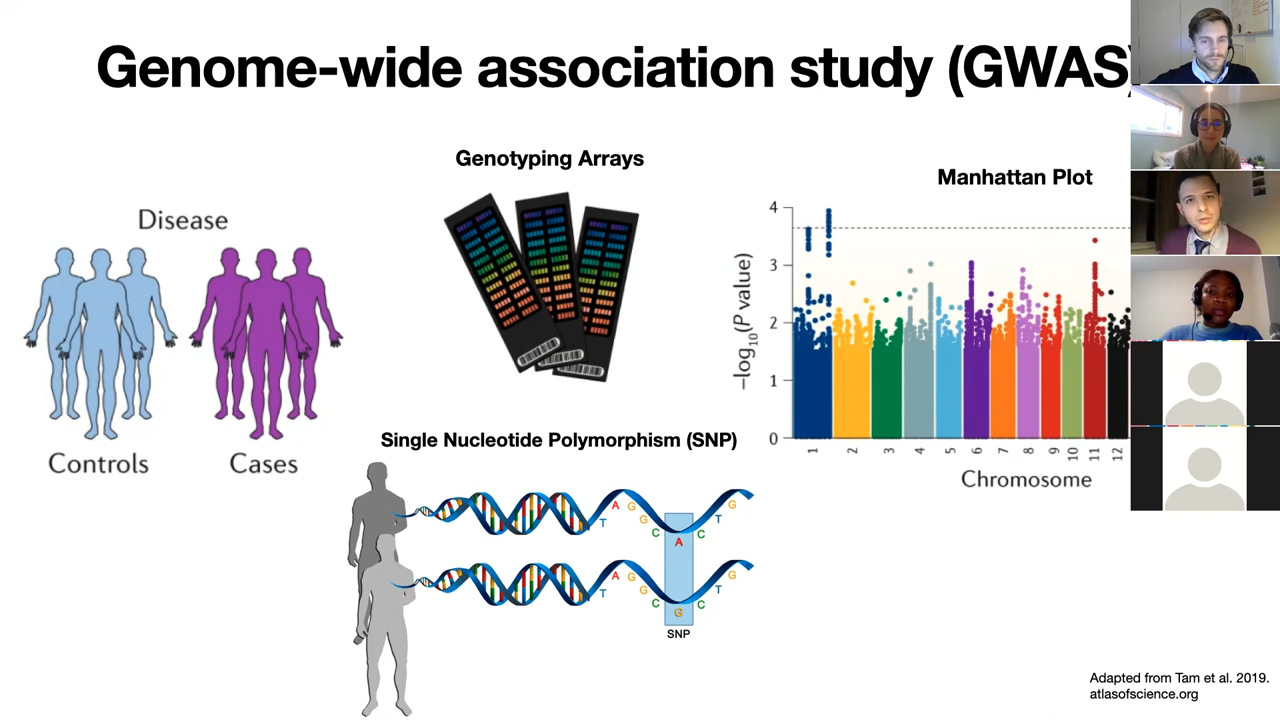 Genome-wide association study (GWAS)
Genotyping Arrays
Manhattan Plot
Disease
Controls
Cases
–log10(P value)
4
3
2
1
0
1
2
3
4
5
6
7
8
9
10
11
12
Chromosome
Single Nucleotide Polymorphism (SNP)
T A G G C A C T G
T A G G C G C T G
SNP
Adapted from Tam et al. 2019.
atlasofscience.org